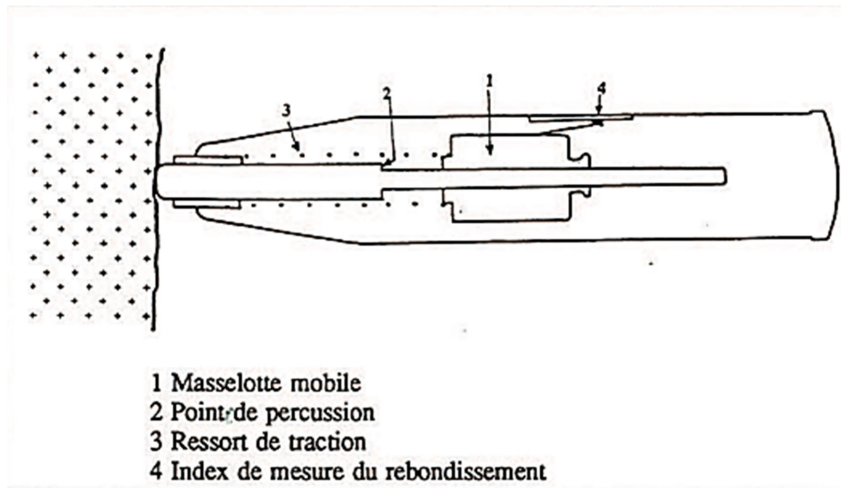 1
2
3
4
1 Masselotte mobile
2 Point de percussion
3 Ressort de traction
4 Index de mesure du rebondissement